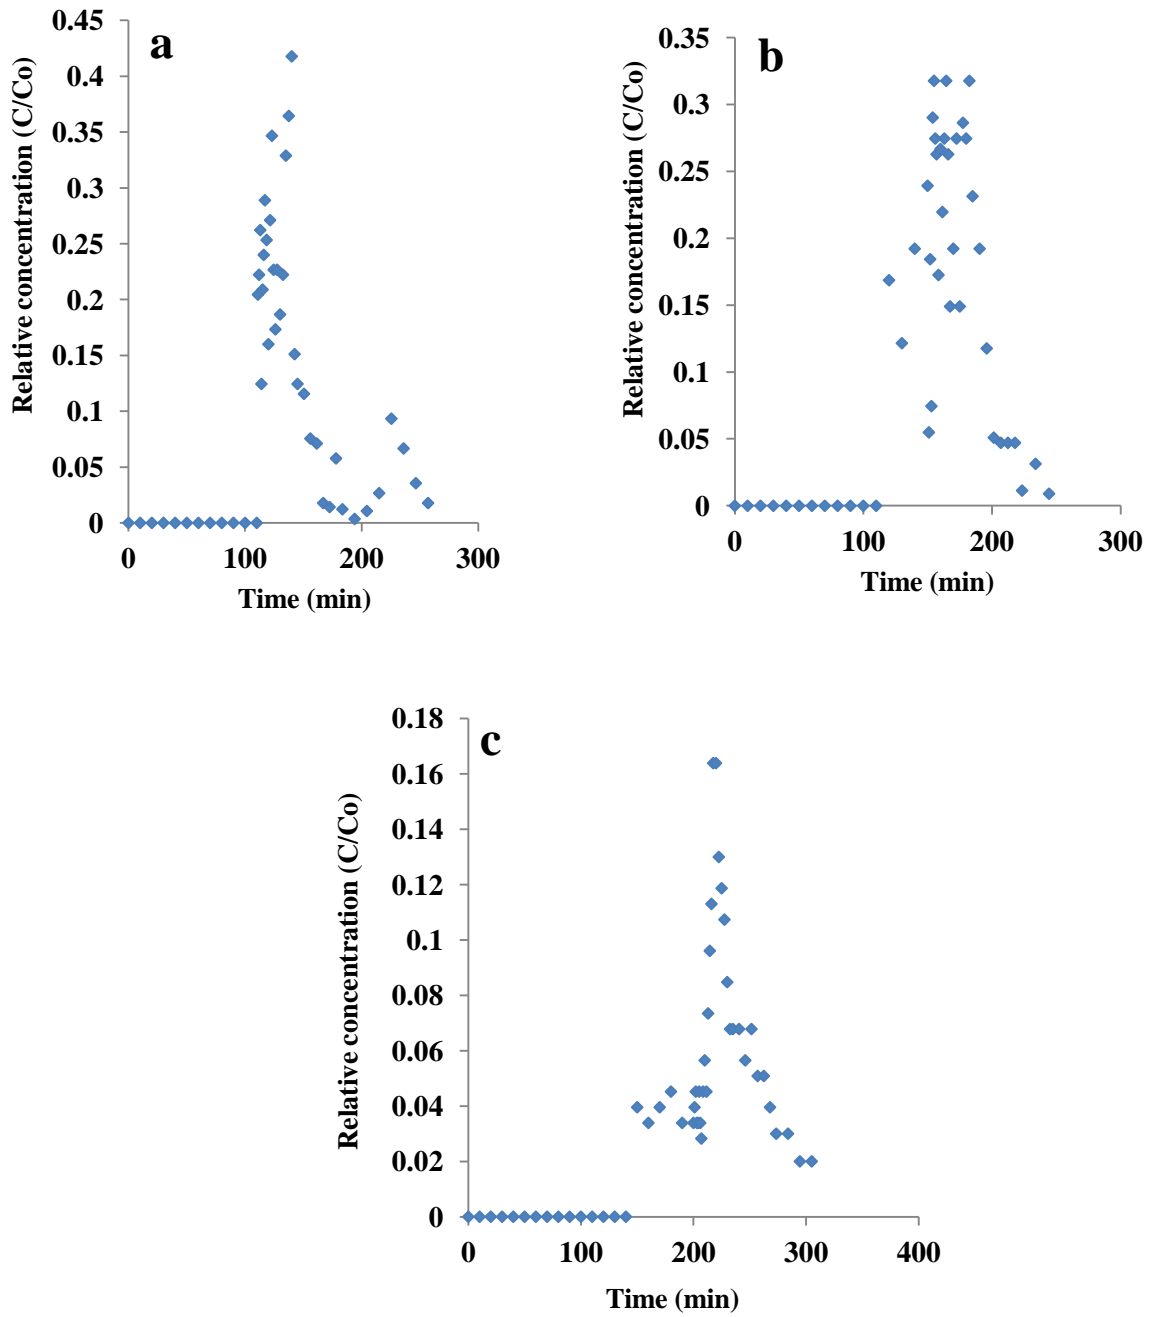 a
Relative concentration (C/Co)
0.45
0.4
0.35
0.3
0.25
0.2
0.15
0.1
0.05
0
0 100 200 300
Time (min)
b
Relative concentration (C/Co)
0.35
0.3
0.25
0.2
0.15
0.1
0.05
0
0 100 200 300
Time (min)
c
Relative concentration (C/Co)
0.18
0.16
0.14
0.12
0.1
0.08
0.06
0.04
0.02
0
0 100 200 300 400
Time (min)